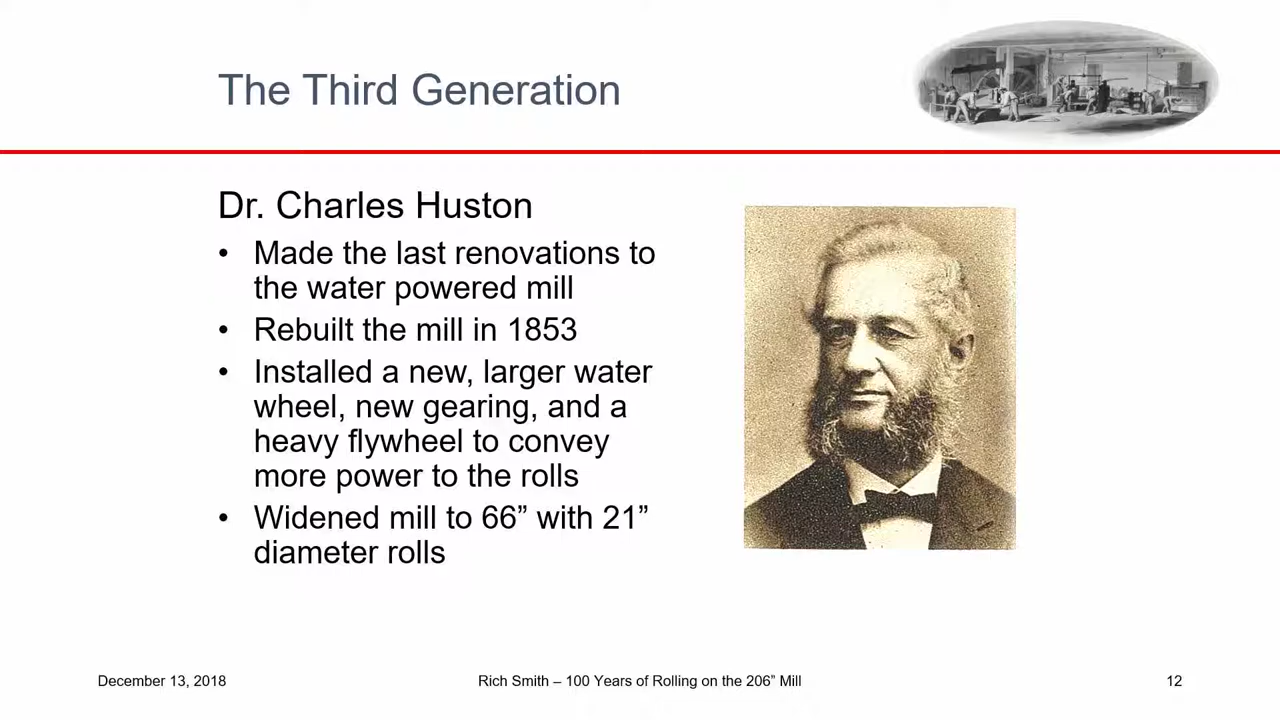 The Third Generation
Dr. Charles Huston
• Made the last renovations to
the water powered mill
• Rebuilt the mill in 1853
• Installed a new, larger water
wheel, new gearing, and a
heavy flywheel to convey
more power to the rolls
• Widened mill to 66” with 21”
diameter rolls
December 13, 2018
Rich Smith – 100 Years of Rolling on the 206” Mill
12